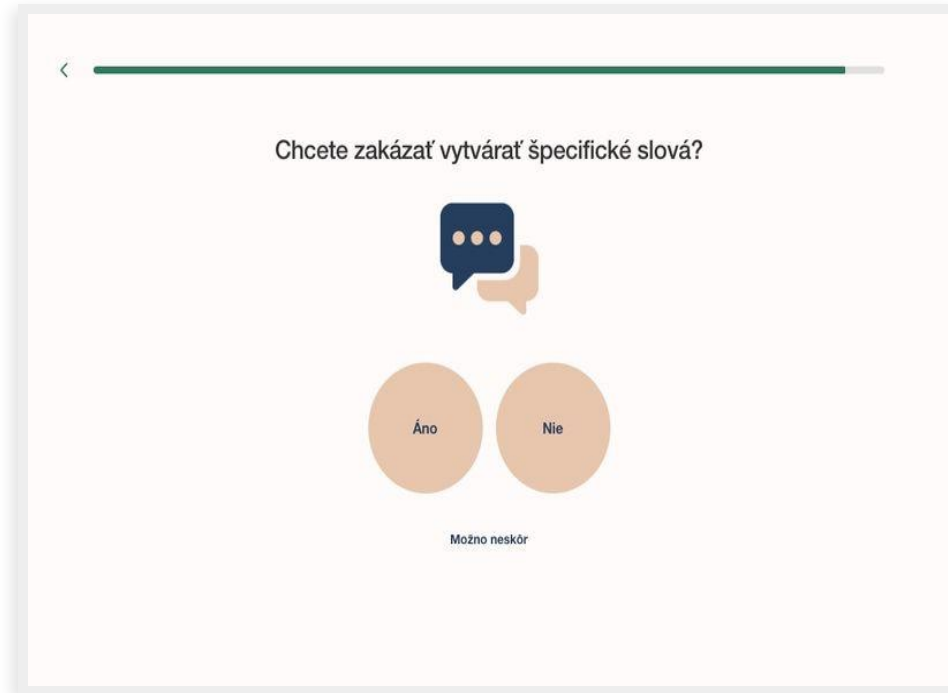 Chcete zakázať vytvárať špecifické slová?
Áno
Nie
Možno neskôr